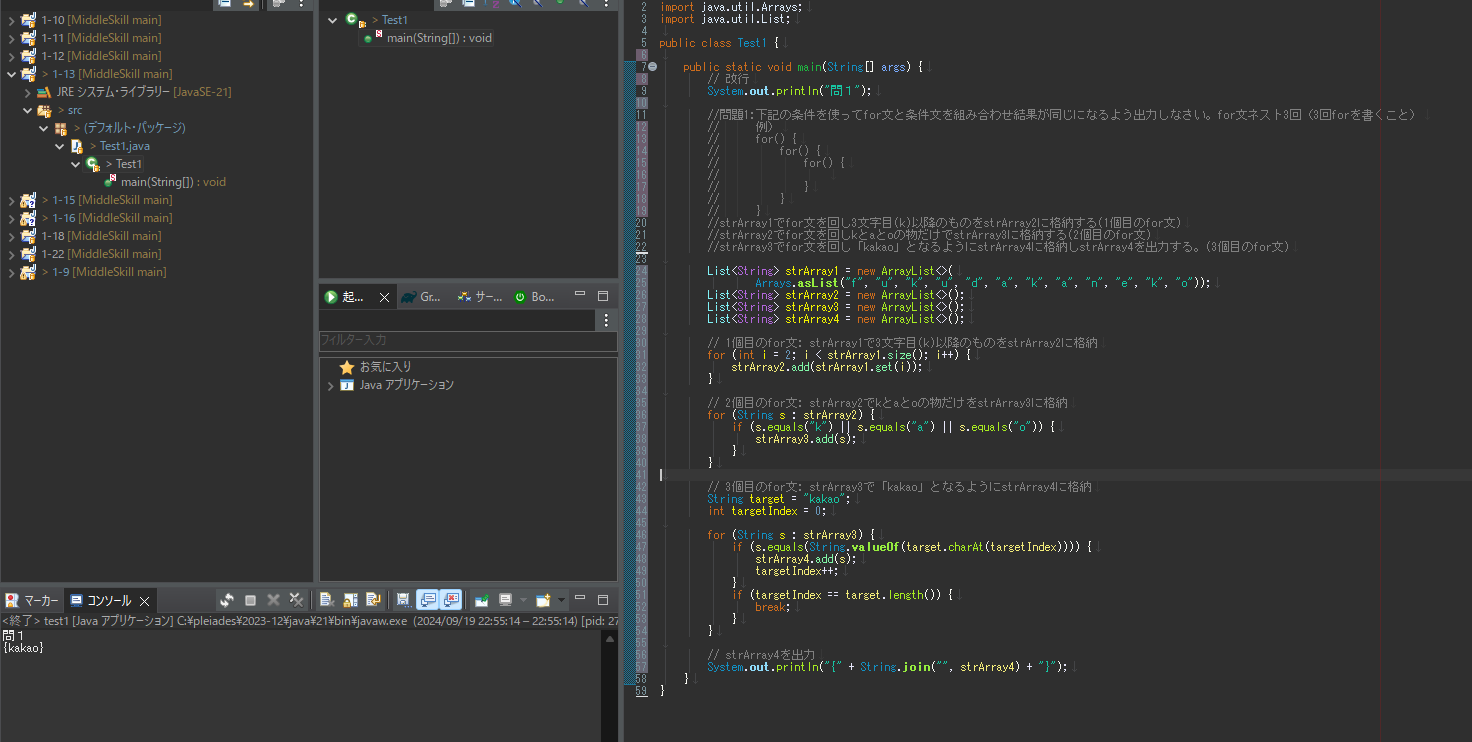 1-10 [MiddleSkill main]
1-11 [MiddleSkill main]
1-12 [MiddleSkill main]
> 1-13 [MiddleSkill main]
JRE システム・ライブラリー [JavaSE-21]
> src
> (デフォルト・パッケージ)
> Test1.java
> Test1
main(String[]) : void
> 1-15 [MiddleSkill main]
> 1-16 [MiddleSkill main]
1-18 [MiddleSkill main]
1-22 [MiddleSkill main]
> 1-9 [MiddleSkill main]
> Test1
main(String[]) : void
起... Gr... サー... Bo...
フィルター入力
お気に入り
Java アプリケーション
マーカー コンソール
<終了> test1 [Java アプリケーション] C:¥pleiades¥2023-12¥java¥21¥bin¥javaw.exe (2024/09/19 22:55:14 – 22:55:14) [pid: 27
問１
{kakao}
2 import java.util.Arrays;
3 import java.util.List;
4
5 public class Test1 {
6
7 public static void main(String[] args) {
8 // 改行
9 System.out.println("問１");
10
11 //問題1:下記の条件を使ってfor文と条件文を組み合わせ結果が同じになるよう出力しなさい。for文ネスト3回（3回forを書くこと）
12 // 例）
13 // for() {
14 // for() {
15 // for() {
16 //
17 // }
18 // }
19 // }
20 //strArray1でfor文を回し3文字目(k)以降のものをstrArray2に格納する(1個目のfor文)
21 //strArray2でfor文を回しkとaとoの物だけでstrArray3に格納する(2個目のfor文)
22 //strArray3でfor文を回し「kakao」となるようにstrArray4に格納しstrArray4を出力する。(3個目のfor文)
23
24 List<String> strArray1 = new ArrayList<>(
25 Arrays.asList("f", "u", "k", "u", "d", "a", "k", "a", "n", "e", "k", "o"));
26 List<String> strArray2 = new ArrayList<>();
27 List<String> strArray3 = new ArrayList<>();
28 List<String> strArray4 = new ArrayList<>();
29
30 // 1個目のfor文: strArray1で3文字目(k)以降のものをstrArray2に格納
31 for (int i = 2; i < strArray1.size(); i++) {
32 strArray2.add(strArray1.get(i));
33 }
34
35 // 2個目のfor文: strArray2でkとaとoの物だけをstrArray3に格納
36 for (String s : strArray2) {
37 if (s.equals("k") || s.equals("a") || s.equals("o")) {
38 strArray3.add(s);
39 }
40 }
41
42 // 3個目のfor文: strArray3で「kakao」となるようにstrArray4に格納
43 String target = "kakao";
44 int targetIndex = 0;
45
46 for (String s : strArray3) {
47 if (s.equals(String.valueOf(target.charAt(targetIndex)))) {
48 strArray4.add(s);
49 targetIndex++;
50 }
51 if (targetIndex == target.length()) {
52 break;
53 }
54 }
55
56 // strArray4を出力
57 System.out.println("{" + String.join("", strArray4) + "}");
58 }
59 }